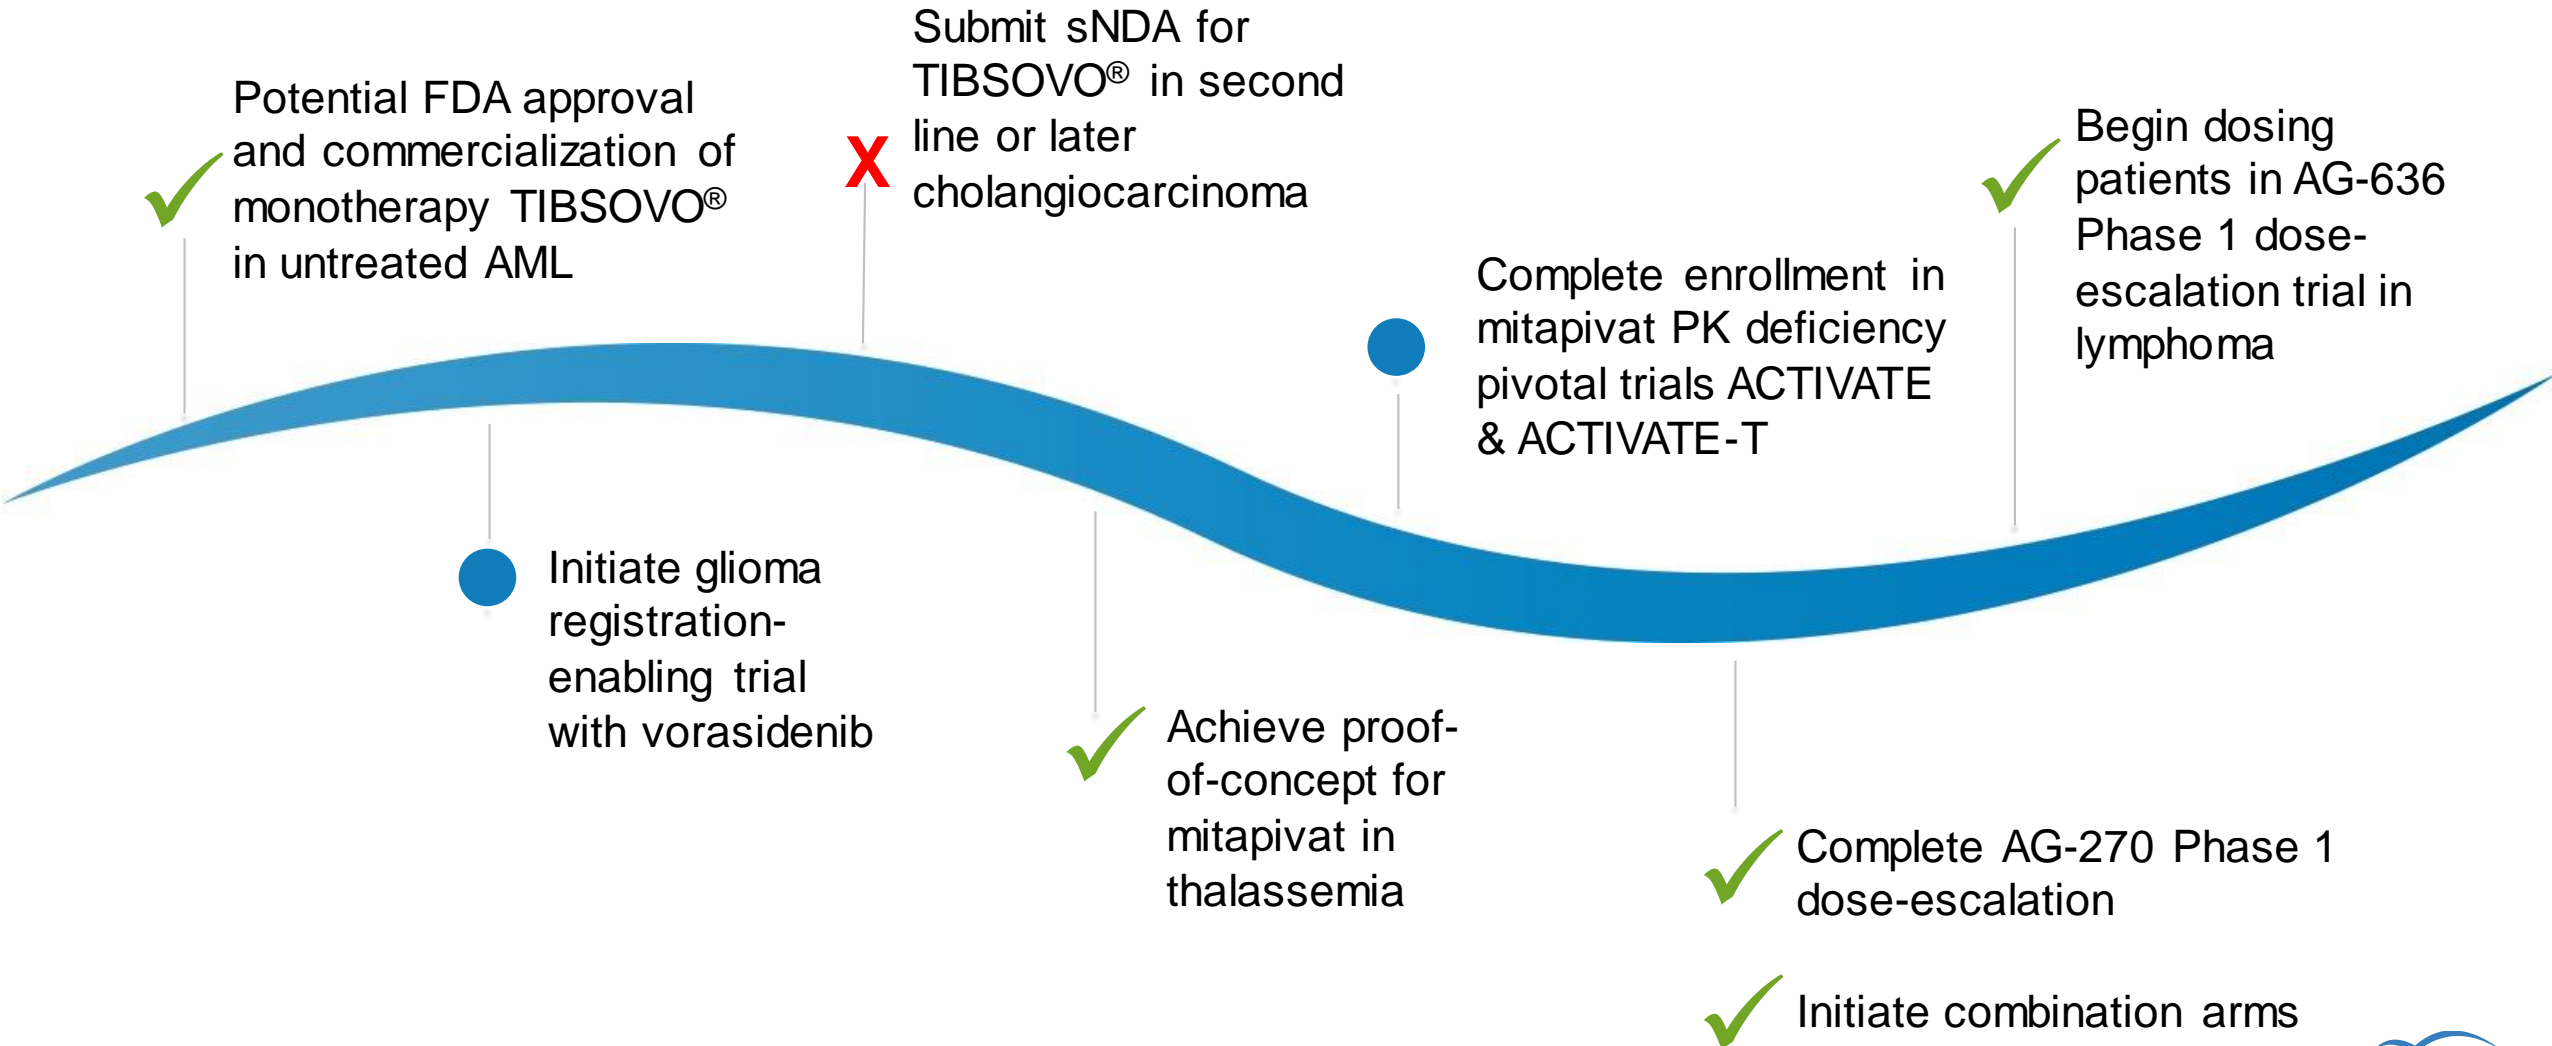 Potential FDA approval
and commercialization of
monotherapy TIBSOVO®
in untreated AML
Submit sNDA for
TIBSOVO® in second
line or later
cholangiocarcinoma
X
Begin dosing
patients in AG-636
Phase 1 dose-
escalation trial in
lymphoma
Complete enrollment in
mitapivat PK deficiency
pivotal trials ACTIVATE
& ACTIVATE-T
Initiate glioma
registration-
enabling trial
with vorasidenib
Achieve proof-
of-concept for
mitapivat in
thalassemia
Complete AG-270 Phase 1
dose-escalation
Initiate combination arms